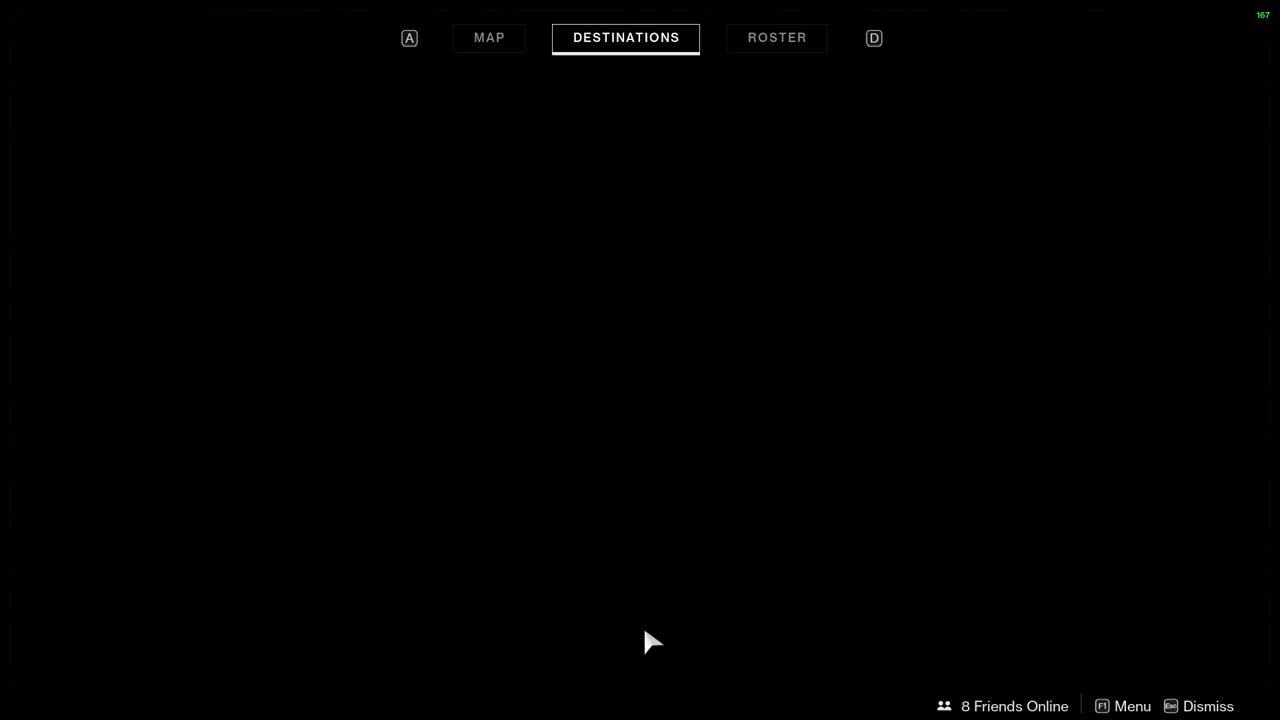 167
A MAP DESTINATIONS ROSTER D
8 Friends Online F1 Menu Esc Dismiss